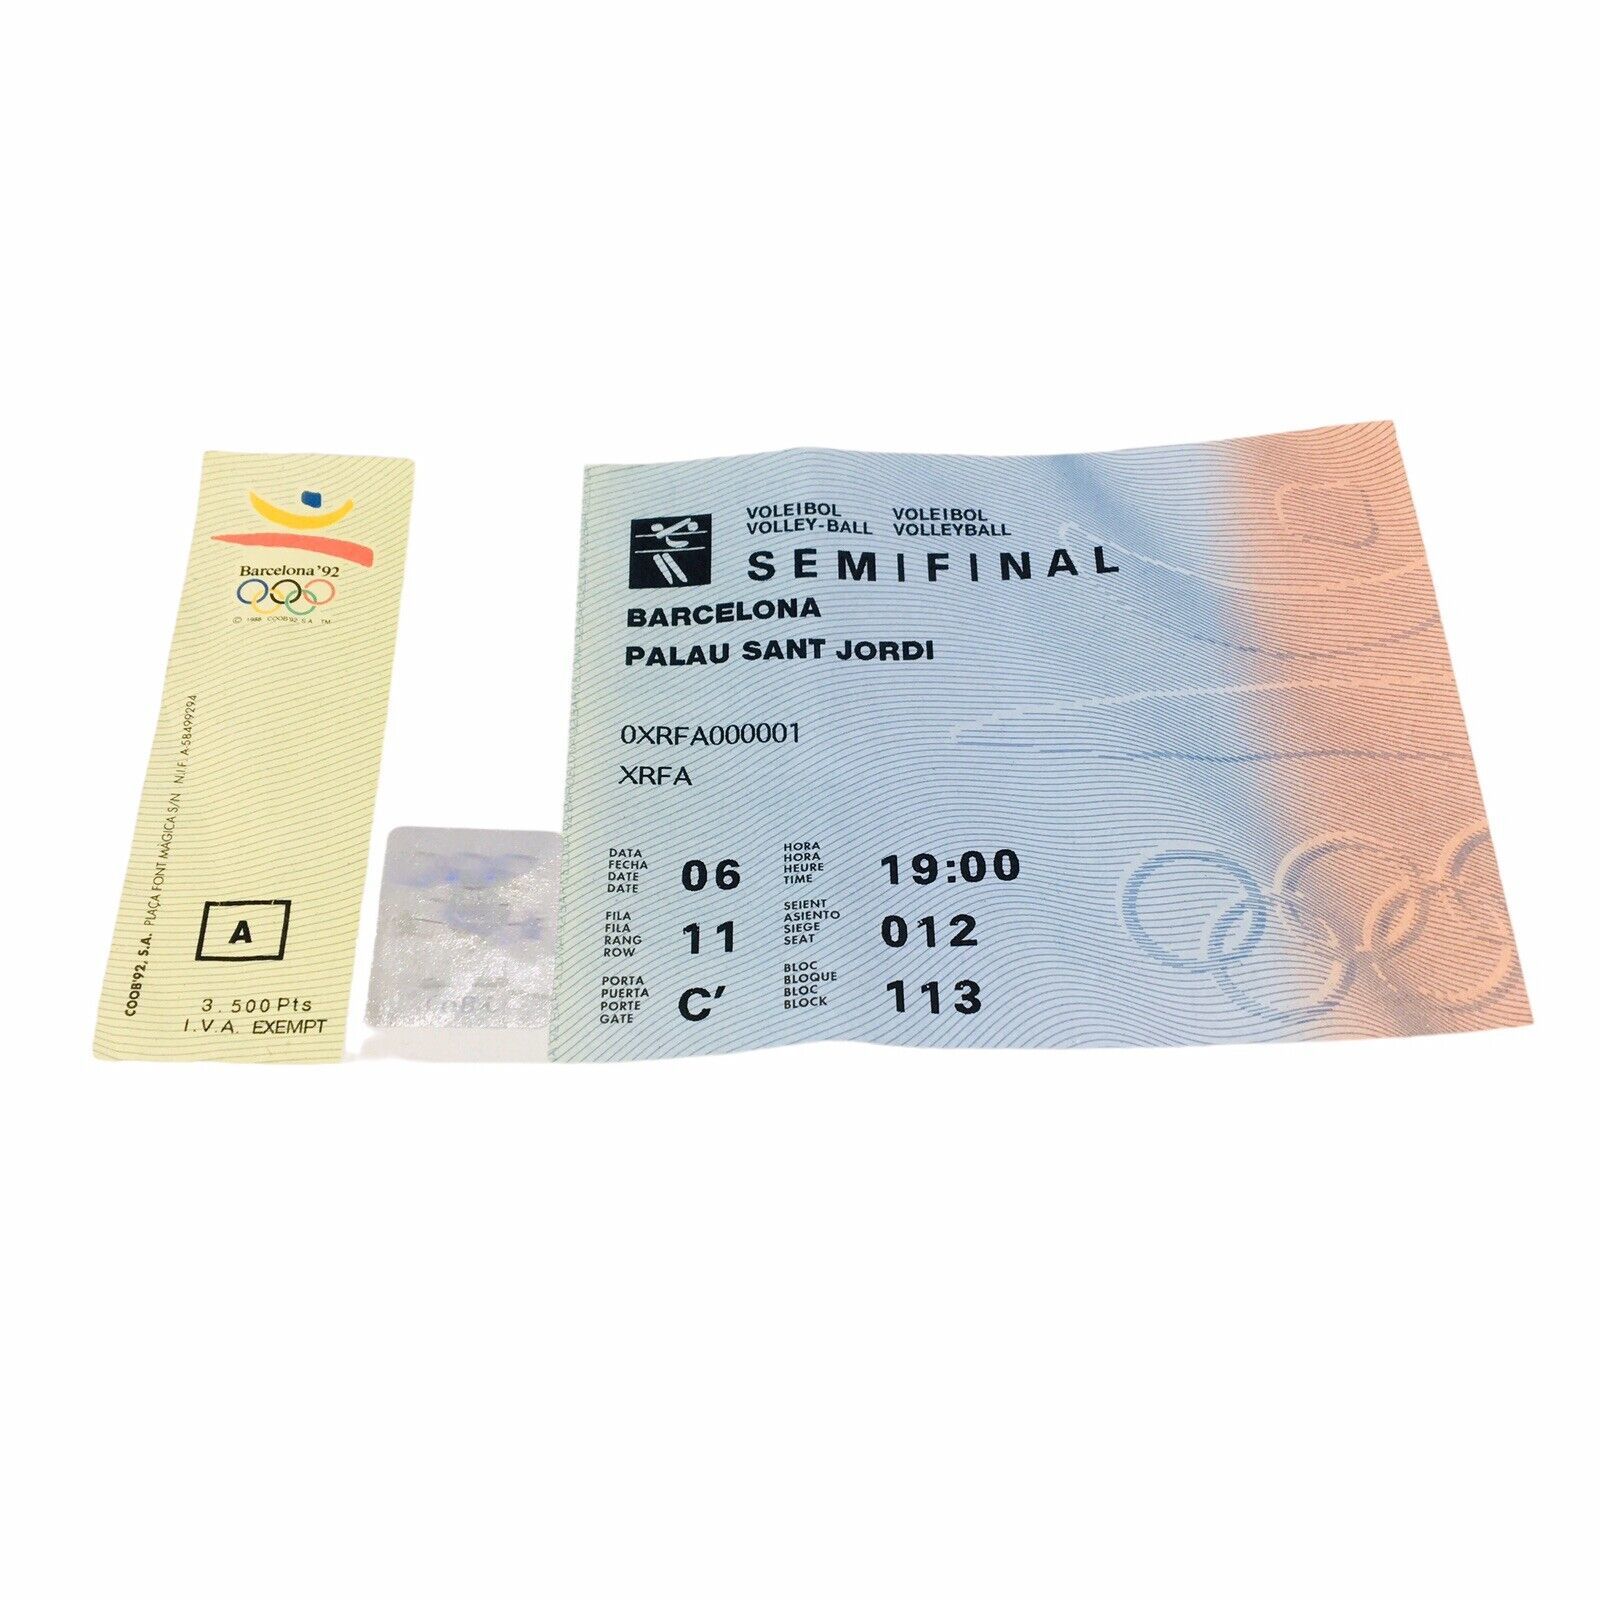 Barcelona '92
© 1988 COOB'92, S.A. TM
COOB'92, S.A. PLAÇA FONT MÀGICA S/N N.I.F. A-58499294
A
3.500 Pts
I.V.A. EXEMPT
VOLEIBOL VOLEIBOL
VOLLEY-BALL VOLLEYBALL
SEMIFINAL
BARCELONA
PALAU SANT JORDI
0XRFA000001
XRFA
DATA
FECHA
DATE
DATE
06
HORA
HORA
HEURE
TIME
19:00
FILA
FILA
RANG
ROW
11
SEIENT
ASIENTO
SIEGE
SEAT
012
PORTA
PUERTA
PORTE
GATE
C'
BLOC
BLOQUE
BLOC
BLOCK
113